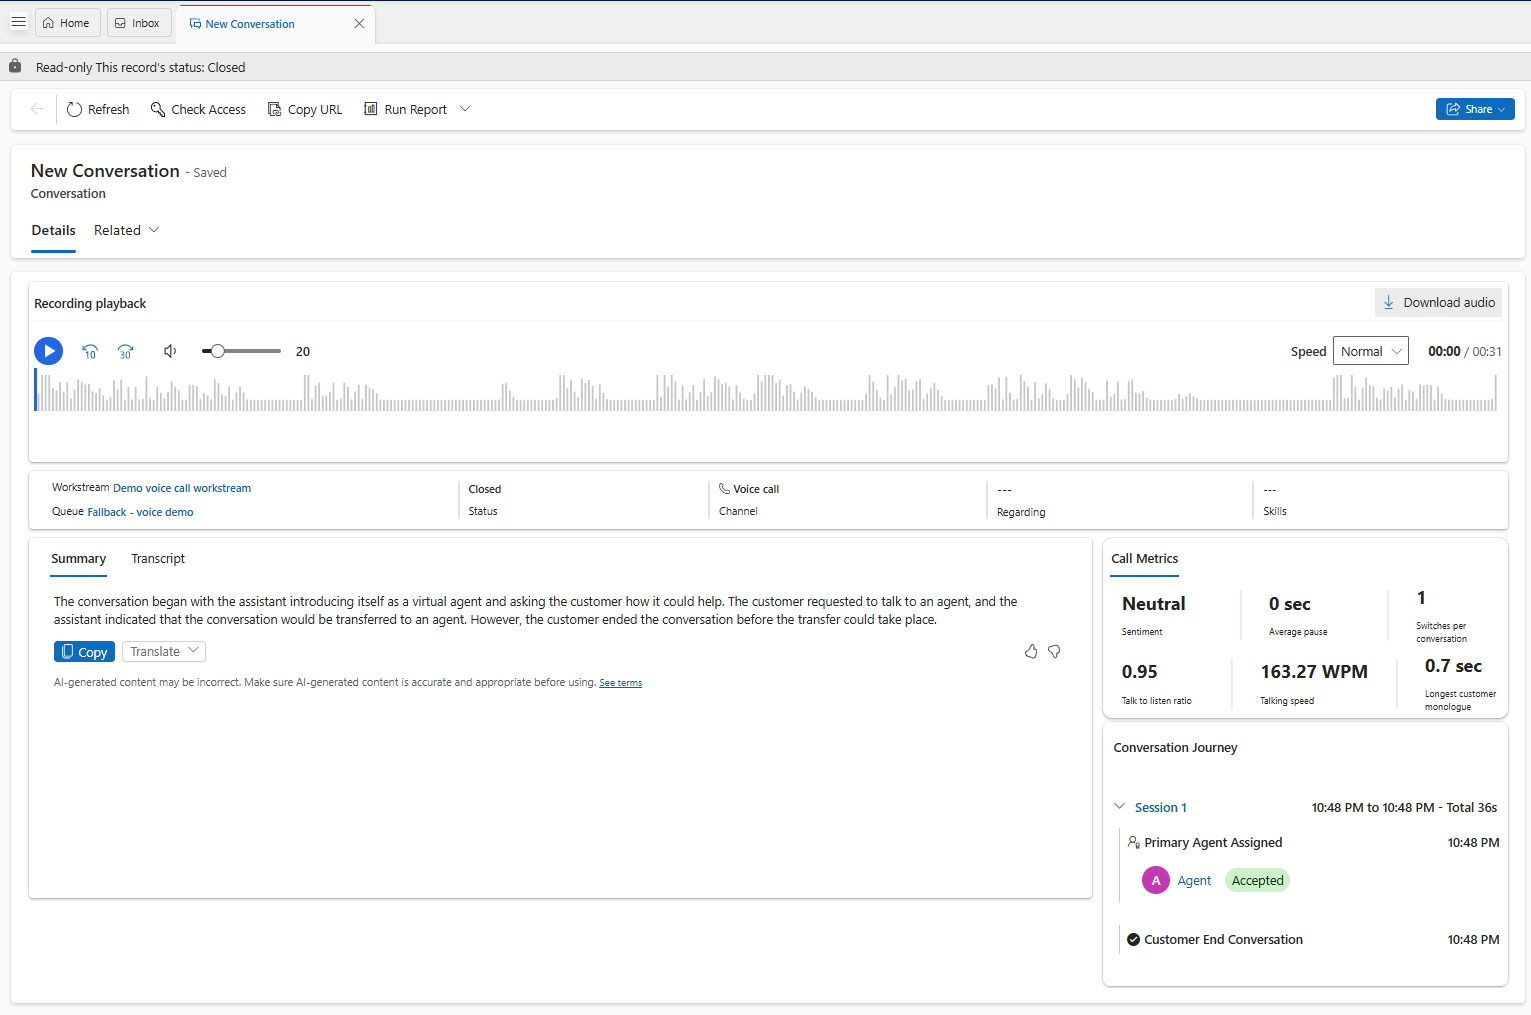 Home
Inbox
New Conversation
Read-only This record's status: Closed
Refresh
Check Access
Copy URL
Run Report
Share
New Conversation - Saved
Conversation
Details
Related
Recording playback
Download audio
10
30
20
Speed
Normal
00:00 / 00:31
Workstream Demo voice call workstream
Queue Fallback - voice demo
Closed
Status
Voice call
Channel
---
Regarding
---
Skills
Summary
Transcript
The conversation began with the assistant introducing itself as a virtual agent and asking the customer how it could help. The customer requested to talk to an agent, and the
assistant indicated that the conversation would be transferred to an agent. However, the customer ended the conversation before the transfer could take place.
Copy
Translate
AI-generated content may be incorrect. Make sure AI-generated content is accurate and appropriate before using. See terms
Call Metrics
Neutral
Sentiment
0 sec
Average pause
1
Switches per
conversation
0.95
Talk to listen ratio
163.27 WPM
Talking speed
0.7 sec
Longest customer
monologue
Conversation Journey
Session 1
10:48 PM to 10:48 PM - Total 36s
Primary Agent Assigned
10:48 PM
A
Agent
Accepted
Customer End Conversation
10:48 PM